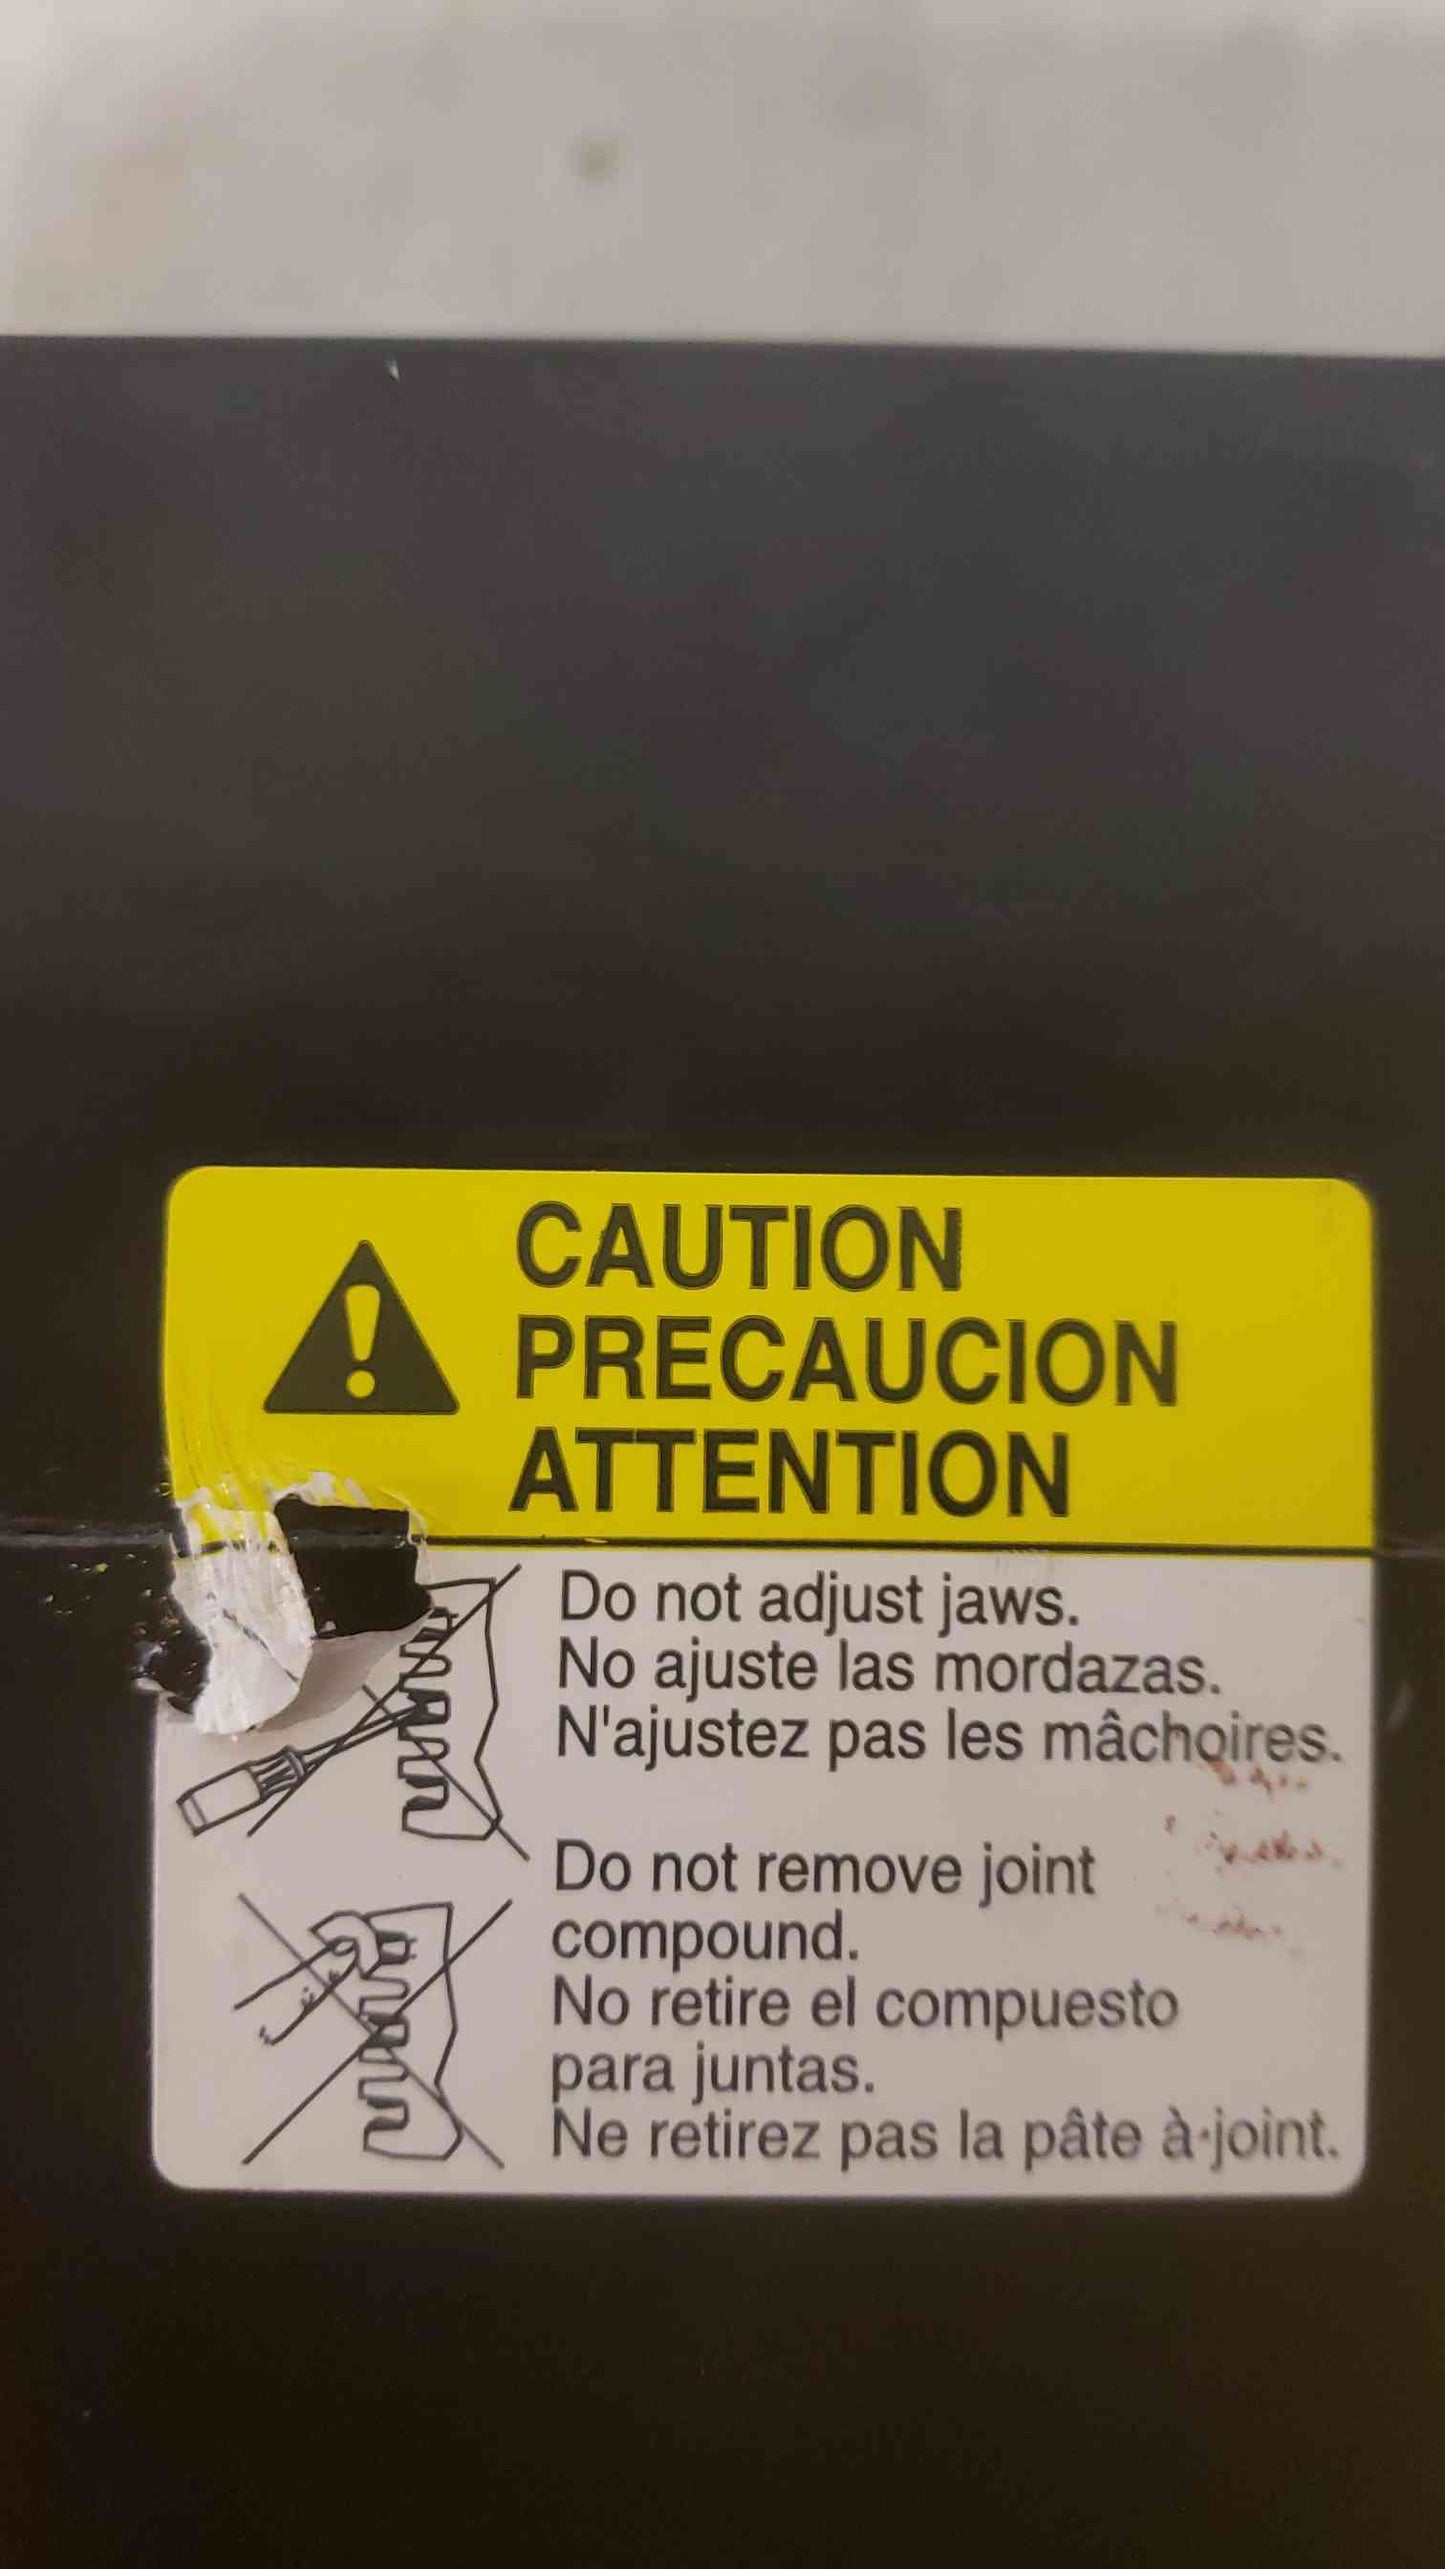 CAUTION
PRECAUCION
ATTENTION
Do not adjust jaws.
No ajuste las mordazas.
N'ajustez pas les mâchoires.
Do not remove joint
compound.
No retire el compuesto
para juntas.
Ne retirez pas la pâte à joint.